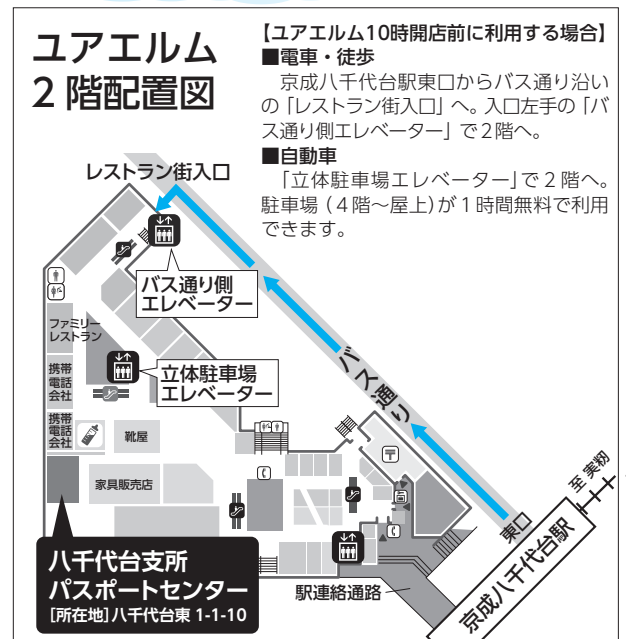 ユアエルム
2階配置図
【ユアエルム10時開店前に利用する場合】
■電車・徒歩
　京成八千代台駅東口からバス通り沿い
の「レストラン街入口」へ。入口左手の「バ
ス通り側エレベーター」で2階へ。
■自動車
　「立体駐車場エレベーター」で2階へ。
駐車場（4階～屋上）が1時間無料で利用
できます。
レストラン街入口
バス通り側
エレベーター
ファミリー
レストラン
立体駐車場
エレベーター
携帯
電話
会社
携帯
電話
会社
靴屋
家具販売店
バス通り
〒
至 実籾
東口
京成八千代台駅
駅連絡通路
八千代台支所
パスポートセンター
[所在地]八千代台東 1-1-10